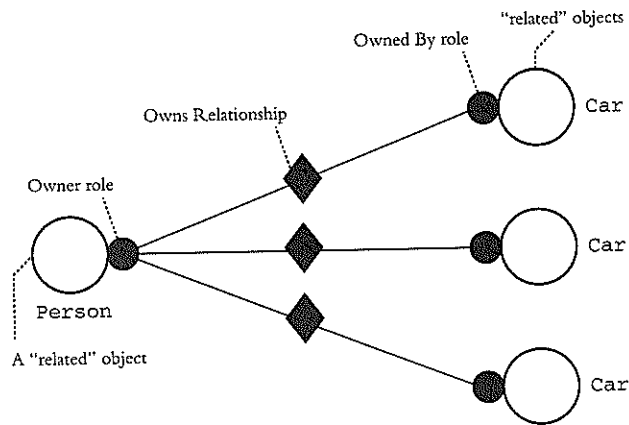 "related" objects
Owned By role
Car
Owns Relationship
Owner role
Car
Person
A "related" object
Car